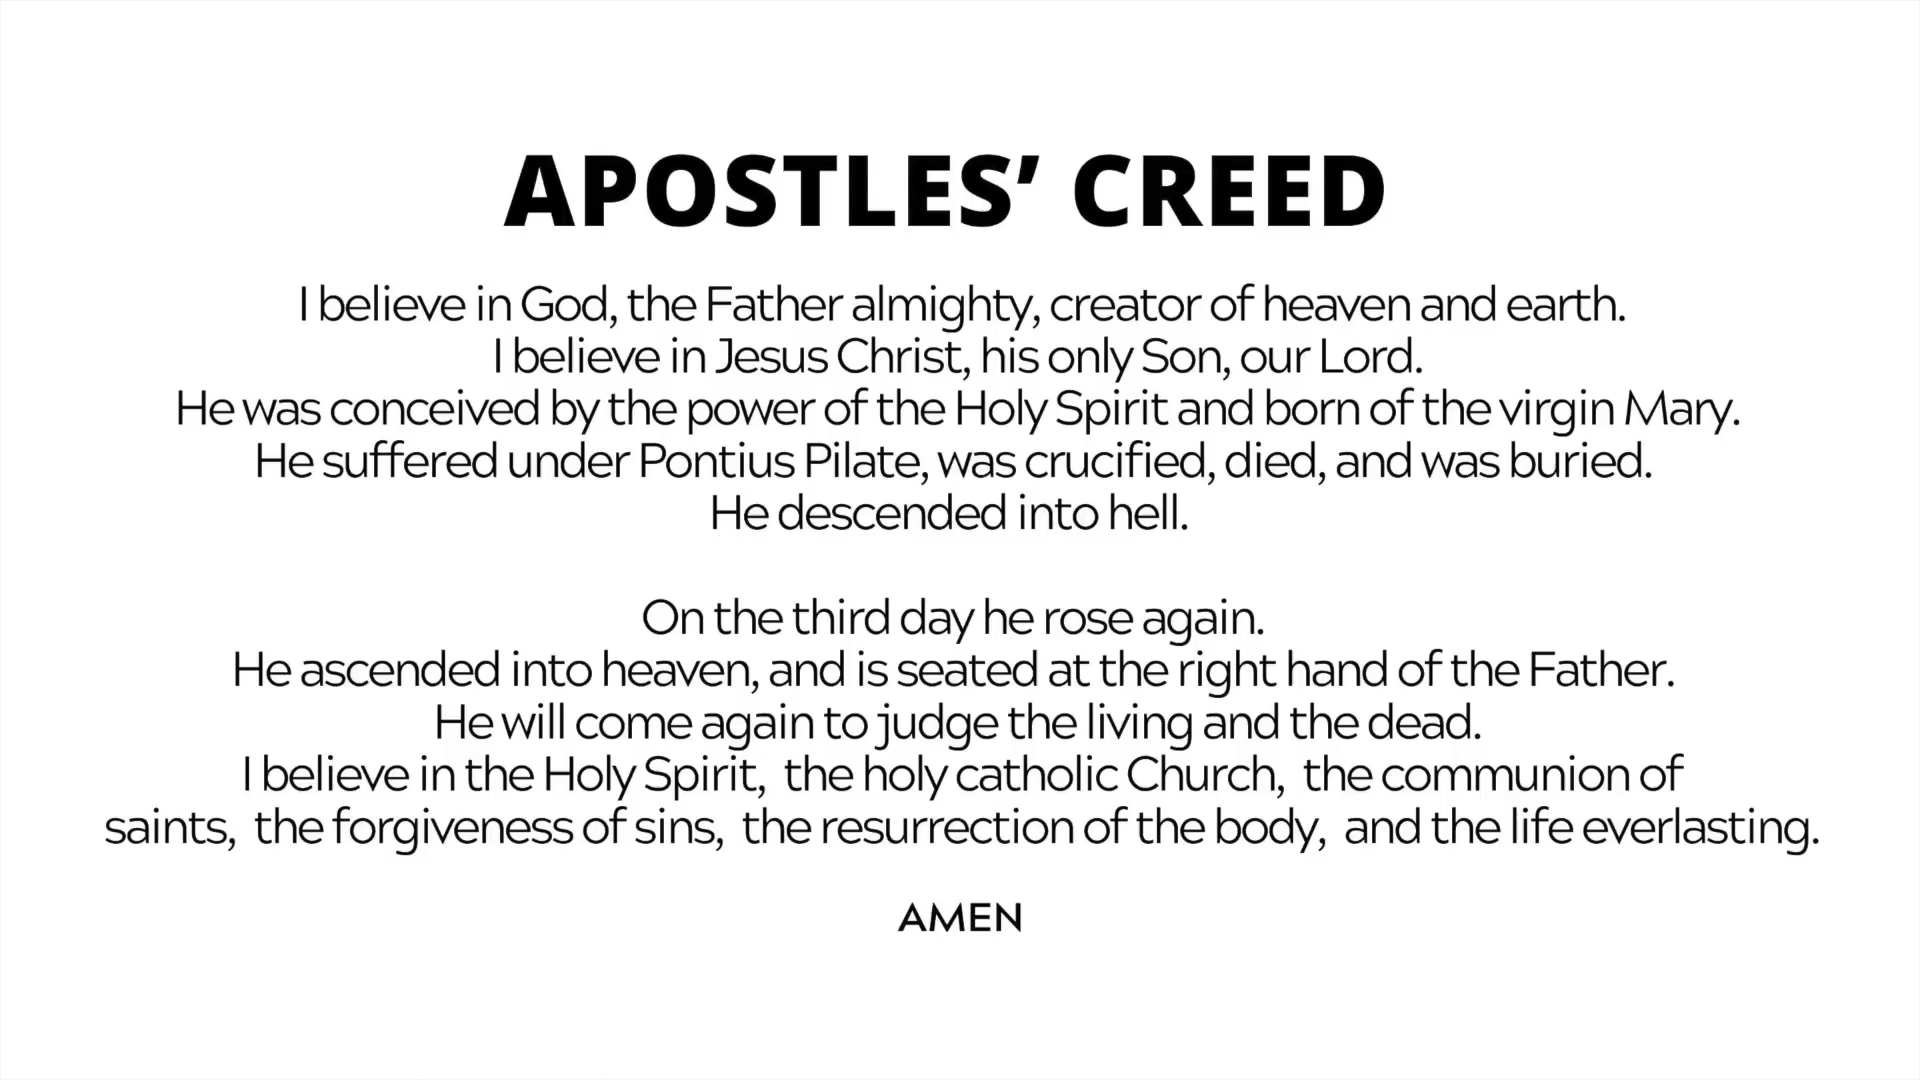 APOSTLES’ CREED
I believe in God, the Father almighty, creator of heaven and earth.
I believe in Jesus Christ, his only Son, our Lord.
He was conceived by the power of the Holy Spirit and born of the virgin Mary.
He suffered under Pontius Pilate, was crucified, died, and was buried.
He descended into hell.
On the third day he rose again.
He ascended into heaven, and is seated at the right hand of the Father.
He will come again to judge the living and the dead.
I believe in the Holy Spirit, the holy catholic Church, the communion of
saints, the forgiveness of sins, the resurrection of the body, and the life everlasting.
AMEN